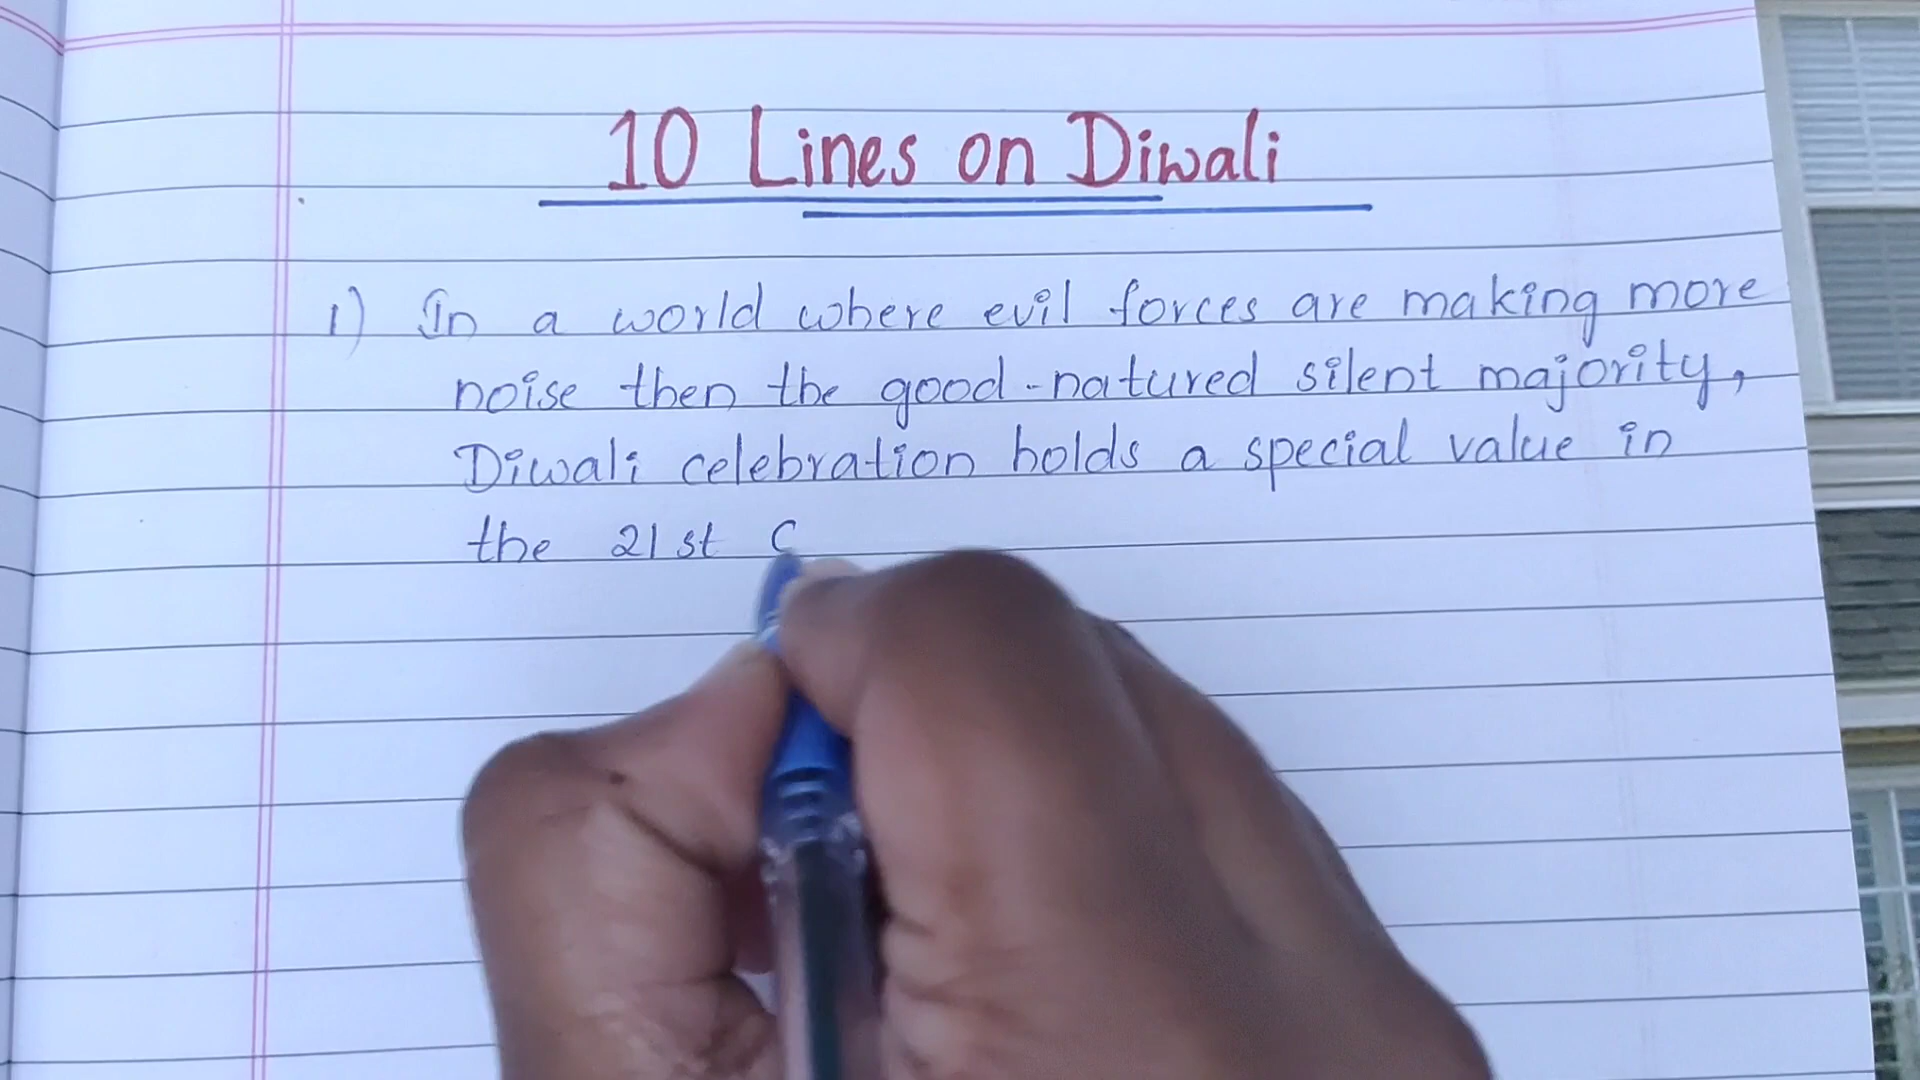 10 Lines on Diwali
1) In a world where evil forces are making more
noise then the good-natured silent majority,
Diwali celebration holds a special value in
the 21st c